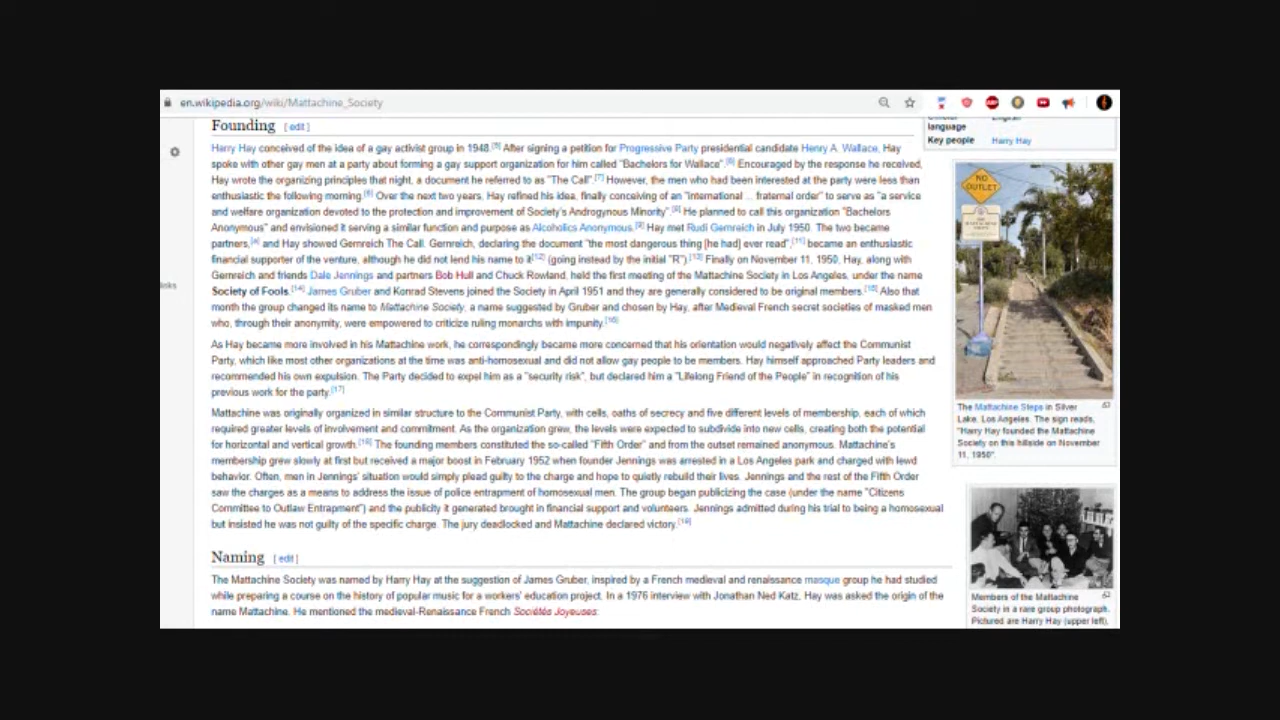 en.wikipedia.org/wiki/Mattachine_Society
Founding [ edit ]
Harry Hay conceived of the idea of a gay activist group in 1948.[5] After signing a petition for Progressive Party presidential candidate Henry A. Wallace, Hay
spoke with other gay men at a party about forming a gay support organization for him called "Bachelors for Wallace".[6] Encouraged by the response he received,
Hay wrote the organizing principles that night, a document he referred to as "The Call".[7] However, the men who had been interested at the party were less than
enthusiastic the following morning.[8] Over the next two years, Hay refined his idea, finally conceiving of an "international ... fraternal order" to serve as "a service
and welfare organization devoted to the protection and improvement of Society's Androgynous Minority".[9] He planned to call this organization "Bachelors
Anonymous" and envisioned it serving a similar function and purpose as Alcoholics Anonymous.[9] Hay met Rudi Gernreich in July 1950. The two became
partners,[4] and Hay showed Gernreich The Call. Gernreich, declaring the document "the most dangerous thing [he had] ever read",[11] became an enthusiastic
financial supporter of the venture, although he did not lend his name to it[12] (going instead by the initial "R").[13] Finally on November 11, 1950, Hay, along with
Gernreich and friends Dale Jennings and partners Bob Hull and Chuck Rowland, held the first meeting of the Mattachine Society in Los Angeles, under the name
Society of Fools.[14] James Gruber and Konrad Stevens joined the Society in April 1951 and they are generally considered to be original members.[15] Also that
month the group changed its name to Mattachine Society, a name suggested by Gruber and chosen by Hay, after Medieval French secret societies of masked men
who, through their anonymity, were empowered to criticize ruling monarchs with impunity.[16]
As Hay became more involved in his Mattachine work, he correspondingly became more concerned that his orientation would negatively affect the Communist
Party, which like most other organizations at the time was anti-homosexual and did not allow gay people to be members. Hay himself approached Party leaders and
recommended his own expulsion. The Party decided to expel him as a "security risk", but declared him a "Lifelong Friend of the People" in recognition of his
previous work for the party.[17]
Mattachine was originally organized in similar structure to the Communist Party, with cells, oaths of secrecy and five different levels of membership, each of which
required greater levels of involvement and commitment. As the organization grew, the levels were expected to subdivide into new cells, creating both the potential
for horizontal and vertical growth.[18] The founding members constituted the so-called "Fifth Order" and from the outset remained anonymous. Mattachine's
membership grew slowly at first but received a major boost in February 1952 when founder Jennings was arrested in a Los Angeles park and charged with lewd
behavior. Often, men in Jennings' situation would simply plead guilty to the charge and hope to quietly rebuild their lives. Jennings and the rest of the Fifth Order
saw the charges as a means to address the issue of police entrapment of homosexual men. The group began publicizing the case (under the name "Citizens
Committee to Outlaw Entrapment") and the publicity it generated brought in financial support and volunteers. Jennings admitted during his trial to being a homosexual
but insisted he was not guilty of the specific charge. The jury deadlocked and Mattachine declared victory.[19]
Naming [ edit ]
The Mattachine Society was named by Harry Hay at the suggestion of James Gruber, inspired by a French medieval and renaissance masque group he had studied
while preparing a course on the history of popular music for a workers' education project. In a 1976 interview with Jonathan Ned Katz, Hay was asked the origin of the
name Mattachine. He mentioned the medieval-Renaissance French Sociétés Joyeuses:
links
language English
Key people Harry Hay
NO
OUTLET
The Mattachine Steps in Silver
Lake, Los Angeles. The sign reads,
"Harry Hay founded the Mattachine
Society on this hillside on November
11, 1950".
Members of the Mattachine
Society in a rare group photograph.
Pictured are Harry Hay (upper left),